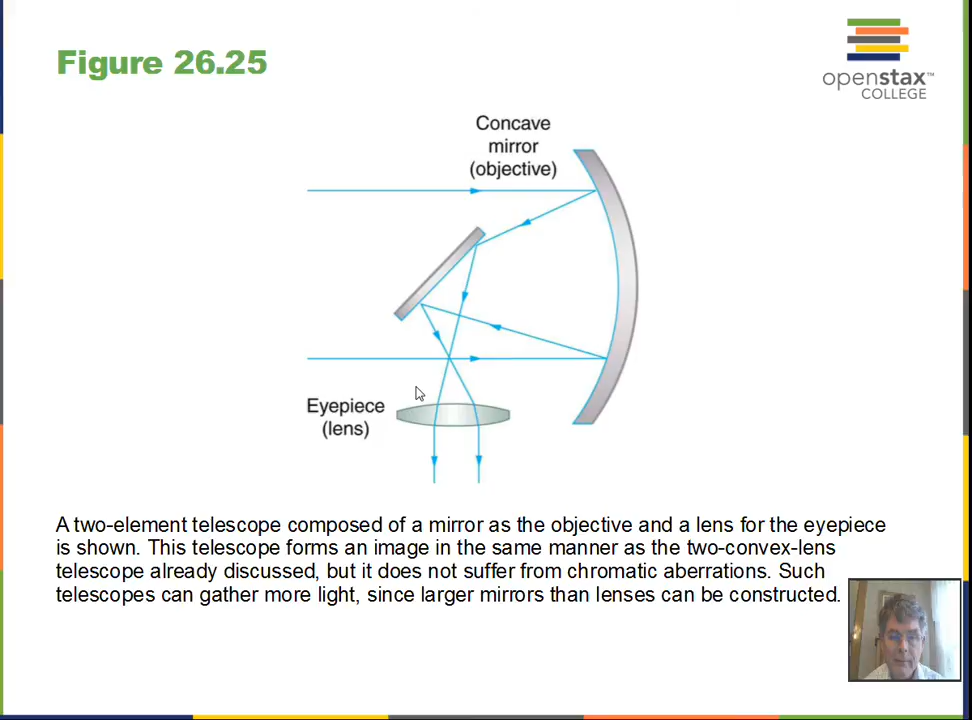 Figure 26.25
openstax™
COLLEGE
Concave
mirror
(objective)
Eyepiece
(lens)
A two-element telescope composed of a mirror as the objective and a lens for the eyepiece
is shown. This telescope forms an image in the same manner as the two-convex-lens
telescope already discussed, but it does not suffer from chromatic aberrations. Such
telescopes can gather more light, since larger mirrors than lenses can be constructed.